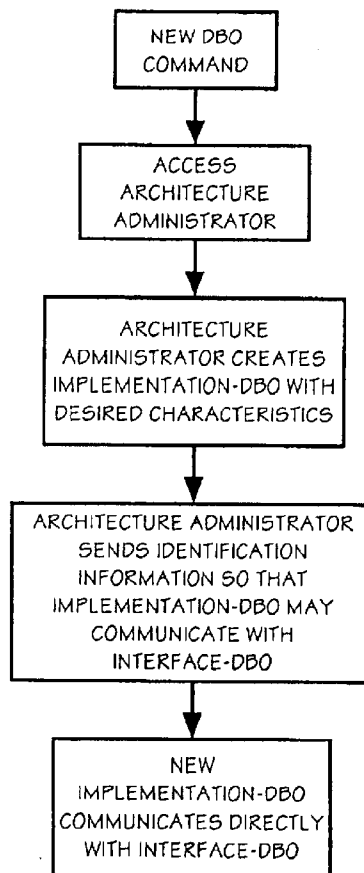 NEW DBO
COMMAND
ACCESS
ARCHITECTURE
ADMINISTRATOR
ARCHITECTURE
ADMINISTRATOR CREATES
IMPLEMENTATION-DBO WITH
DESIRED CHARACTERISTICS
ARCHITECTURE ADMINISTRATOR
SENDS IDENTIFICATION
INFORMATION SO THAT
IMPLEMENTATION-DBO MAY
COMMUNICATE WITH
INTERFACE-DBO
NEW
IMPLEMENTATION-DBO
COMMUNICATES DIRECTLY
WITH INTERFACE-DBO